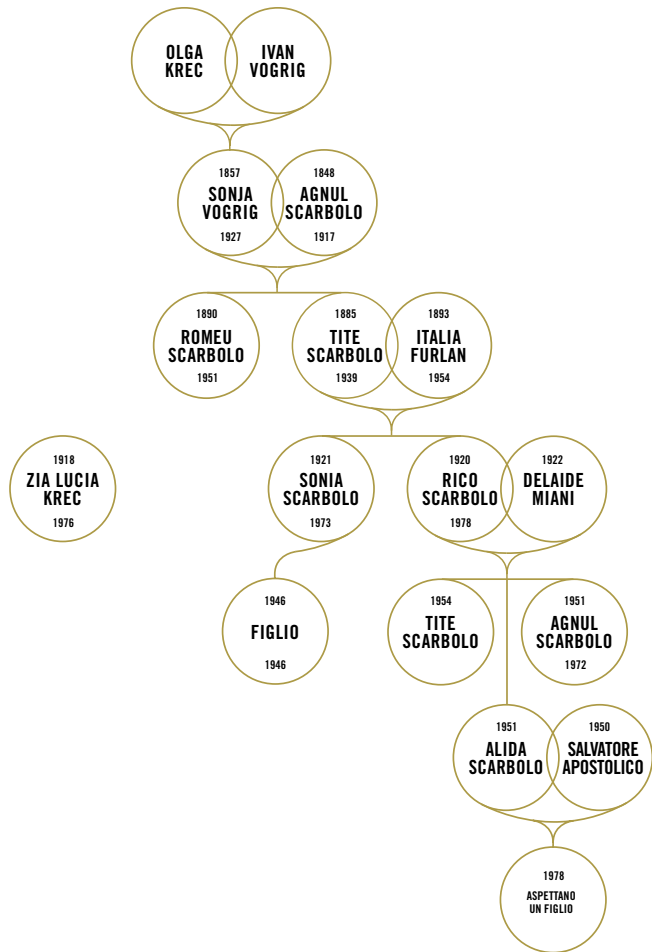 OLGA
KREC
IVAN
VOGRIG
1857
SONJA
VOGRIG
1927
1848
AGNUL
SCARBOLO
1917
1890
ROMEU
SCARBOLO
1951
1885
TITE
SCARBOLO
1939
1893
ITALIA
FURLAN
1954
1918
ZIA LUCIA
KREC
1976
1921
SONIA
SCARBOLO
1973
1920
RICO
SCARBOLO
1978
1922
DELAIDE
MIANI
1946
FIGLIO
1946
1954
TITE
SCARBOLO
1951
AGNUL
SCARBOLO
1972
1951
ALIDA
SCARBOLO
1950
SALVATORE
APOSTOLICO
1978
ASPETTANO
UN FIGLIO